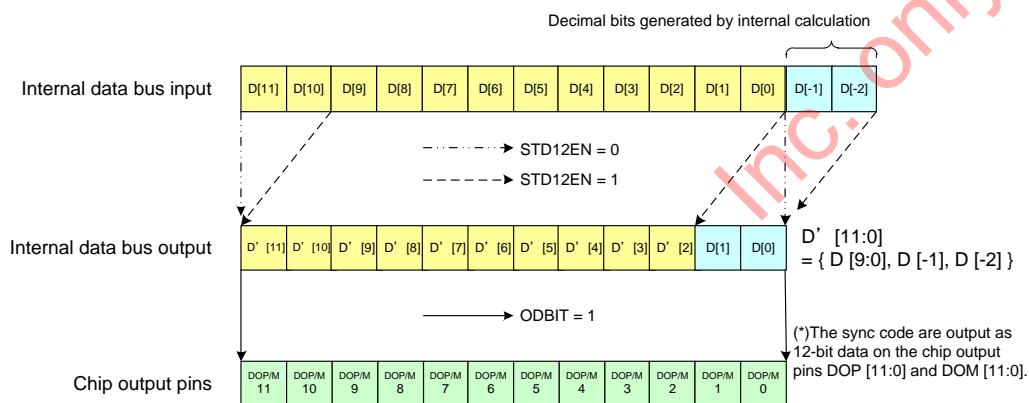 Decimal bits generated by internal calculation
Internal data bus input
D[11] D[10] D[9] D[8] D[7] D[6] D[5] D[4] D[3] D[2] D[1] D[0] D[-1] D[-2]
STD12EN = 0
STD12EN = 1
Internal data bus output
D’ [11] D’ [10] D’ [9] D’ [8] D’ [7] D’ [6] D’ [5] D’ [4] D’ [3] D’ [2] D[1] D[0]
D’ [11:0]
= { D [9:0], D [-1], D [-2] }
ODBIT = 1
(*)The sync code are output as
12-bit data on the chip output
pins DOP [11:0] and DOM [11:0].
Chip output pins
DOP/M DOP/M DOP/M DOP/M DOP/M DOP/M DOP/M DOP/M DOP/M DOP/M DOP/M DOP/M
11 10 9 8 7 6 5 4 3 2 1 0
Inc. only